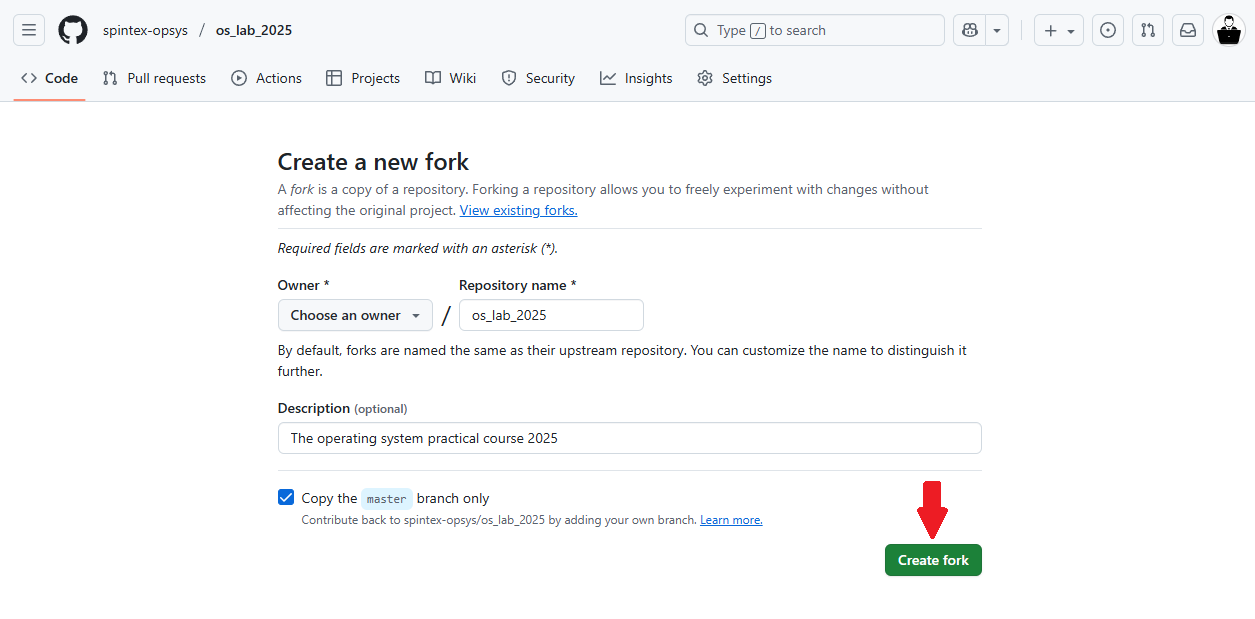 spintex-opsys / os_lab_2025
Type / to search
Code Pull requests Actions Projects Wiki Security Insights Settings
Create a new fork
A fork is a copy of a repository. Forking a repository allows you to freely experiment with changes without
affecting the original project. View existing forks.
Required fields are marked with an asterisk (*).
Owner * Repository name *
Choose an owner / os_lab_2025
By default, forks are named the same as their upstream repository. You can customize the name to distinguish it
further.
Description (optional)
The operating system practical course 2025
Copy the master branch only
Contribute back to spintex-opsys/os_lab_2025 by adding your own branch. Learn more.
Create fork